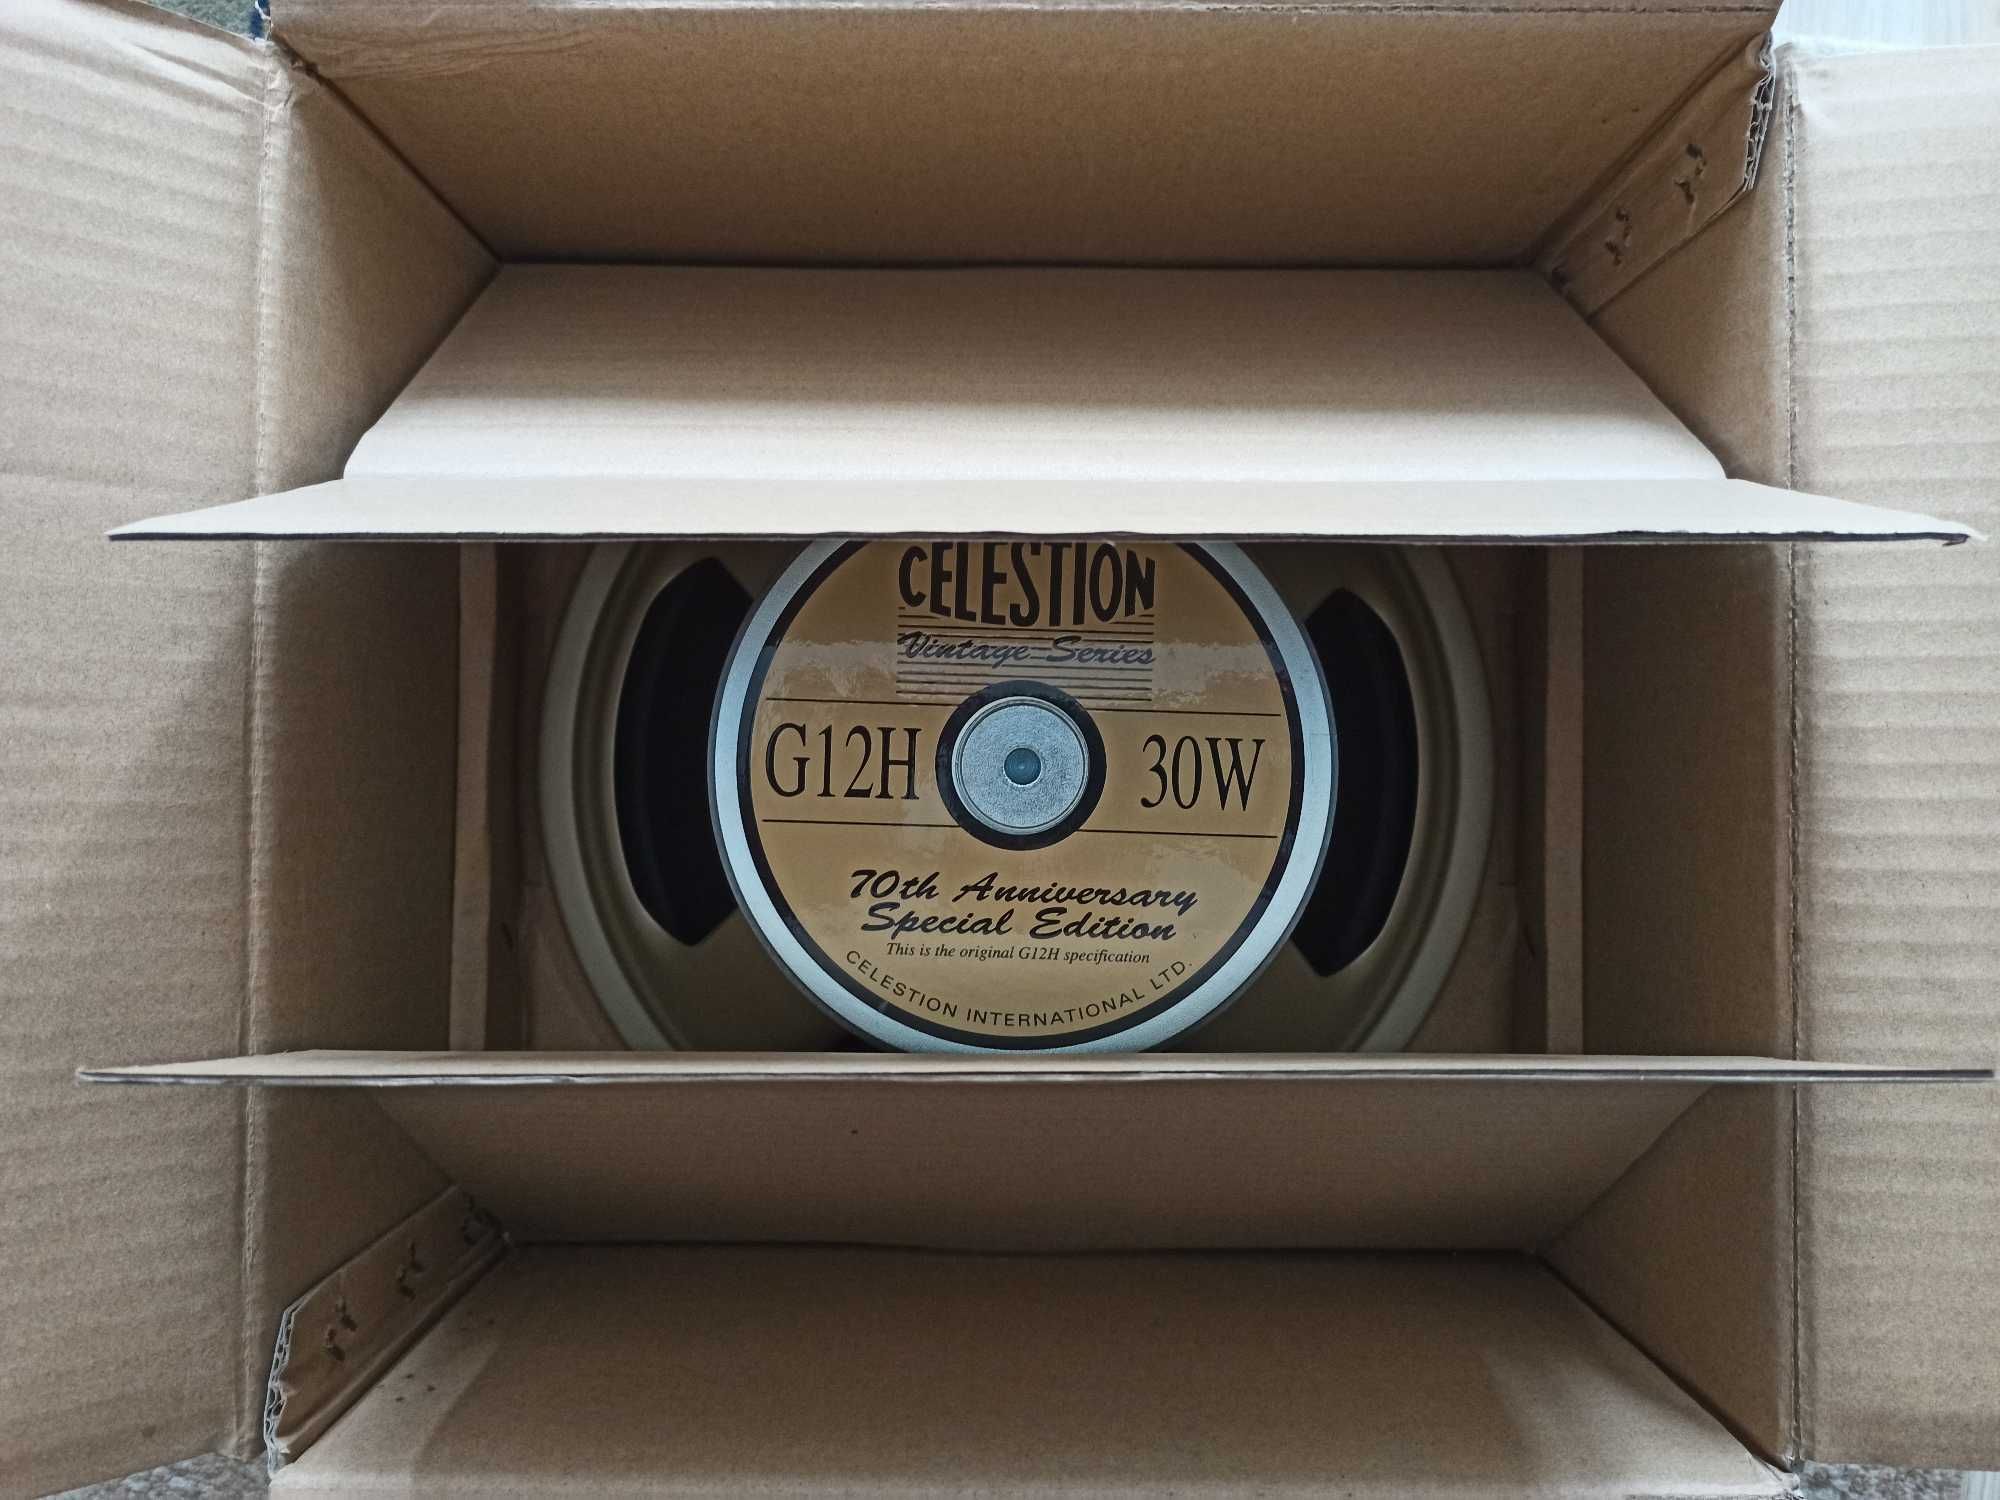 CELESTION
Vintage Series
G12H 30W
70th Anniversary
Special Edition
This is the original G12H specification
CELESTION INTERNATIONAL LTD.